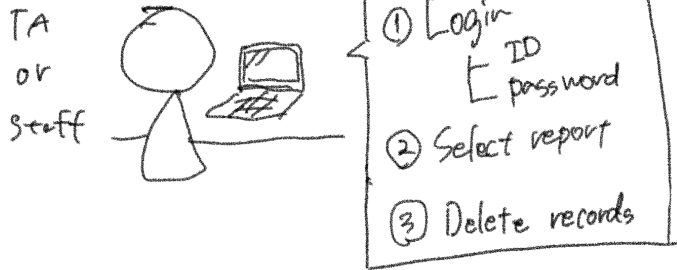 TA
or
Staff
① Login
ID
password
② Select report
③ Delete records